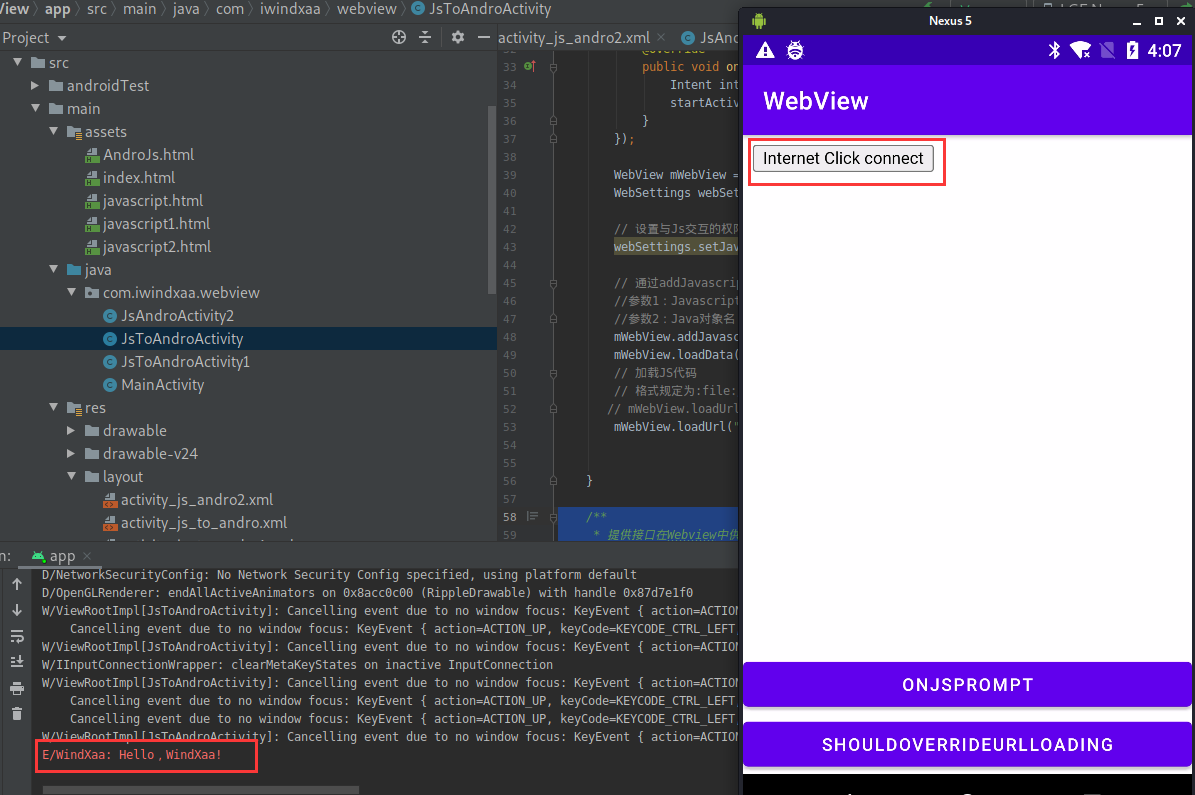 View app src main java com iwindxaa webview JsToAndroActivity
Project
src
androidTest
main
assets
AndroJs.html
index.html
javascript.html
javascript1.html
javascript2.html
java
com.iwindxaa.webview
JsAndroActivity2
JsToAndroActivity
JsToAndroActivity1
MainActivity
res
drawable
drawable-v24
layout
activity_js_andro2.xml
activity_js_to_andro.xml
activity_js_andro2.xml JsAn
33 public void on
34 Intent int
35 startActiv
36 }
37 });
38
39 WebView mWebView =
40 WebSettings webSet
41
42 // 设置与Js交互的权限
43 webSettings.setJav
44
45 // 通过addJavascri
46 //参数1：Javascript
47 //参数2：Java对象名
48 mWebView.addJavasc
49 mWebView.loadData(
50 // 加载JS代码
51 // 格式规定为:file:
52 // mWebView.loadUrl
53 mWebView.loadUrl("
54
55
56 }
57
58 /**
59 * 提供接口在Webview中供
n: app
D/NetworkSecurityConfig: No Network Security Config specified, using platform default
D/OpenGLRenderer: endAllActiveAnimators on 0x8acc0c00 (RippleDrawable) with handle 0x87d7e1f0
W/ViewRootImpl[JsToAndroActivity]: Cancelling event due to no window focus: KeyEvent { action=ACTION
Cancelling event due to no window focus: KeyEvent { action=ACTION_UP, keyCode=KEYCODE_CTRL_LEFT,
W/ViewRootImpl[JsToAndroActivity]: Cancelling event due to no window focus: KeyEvent { action=ACTION
W/IInputConnectionWrapper: clearMetaKeyStates on inactive InputConnection
W/ViewRootImpl[JsToAndroActivity]: Cancelling event due to no window focus: KeyEvent { action=ACTION
Cancelling event due to no window focus: KeyEvent { action=ACTION_UP, keyCode=KEYCODE_CTRL_LEFT,
Cancelling event due to no window focus: KeyEvent { action=ACTION_UP, keyCode=KEYCODE_CTRL_LEFT,
W/ViewRootImpl[JsToAndroActivity]: Cancelling event due to no window focus: KeyEvent { action=ACTION
E/WindXaa: Hello，WindXaa!
Nexus 5
4:07
WebView
Internet Click connect
ONJSPROMPT
SHOULDOVERRIDEURLLOADING